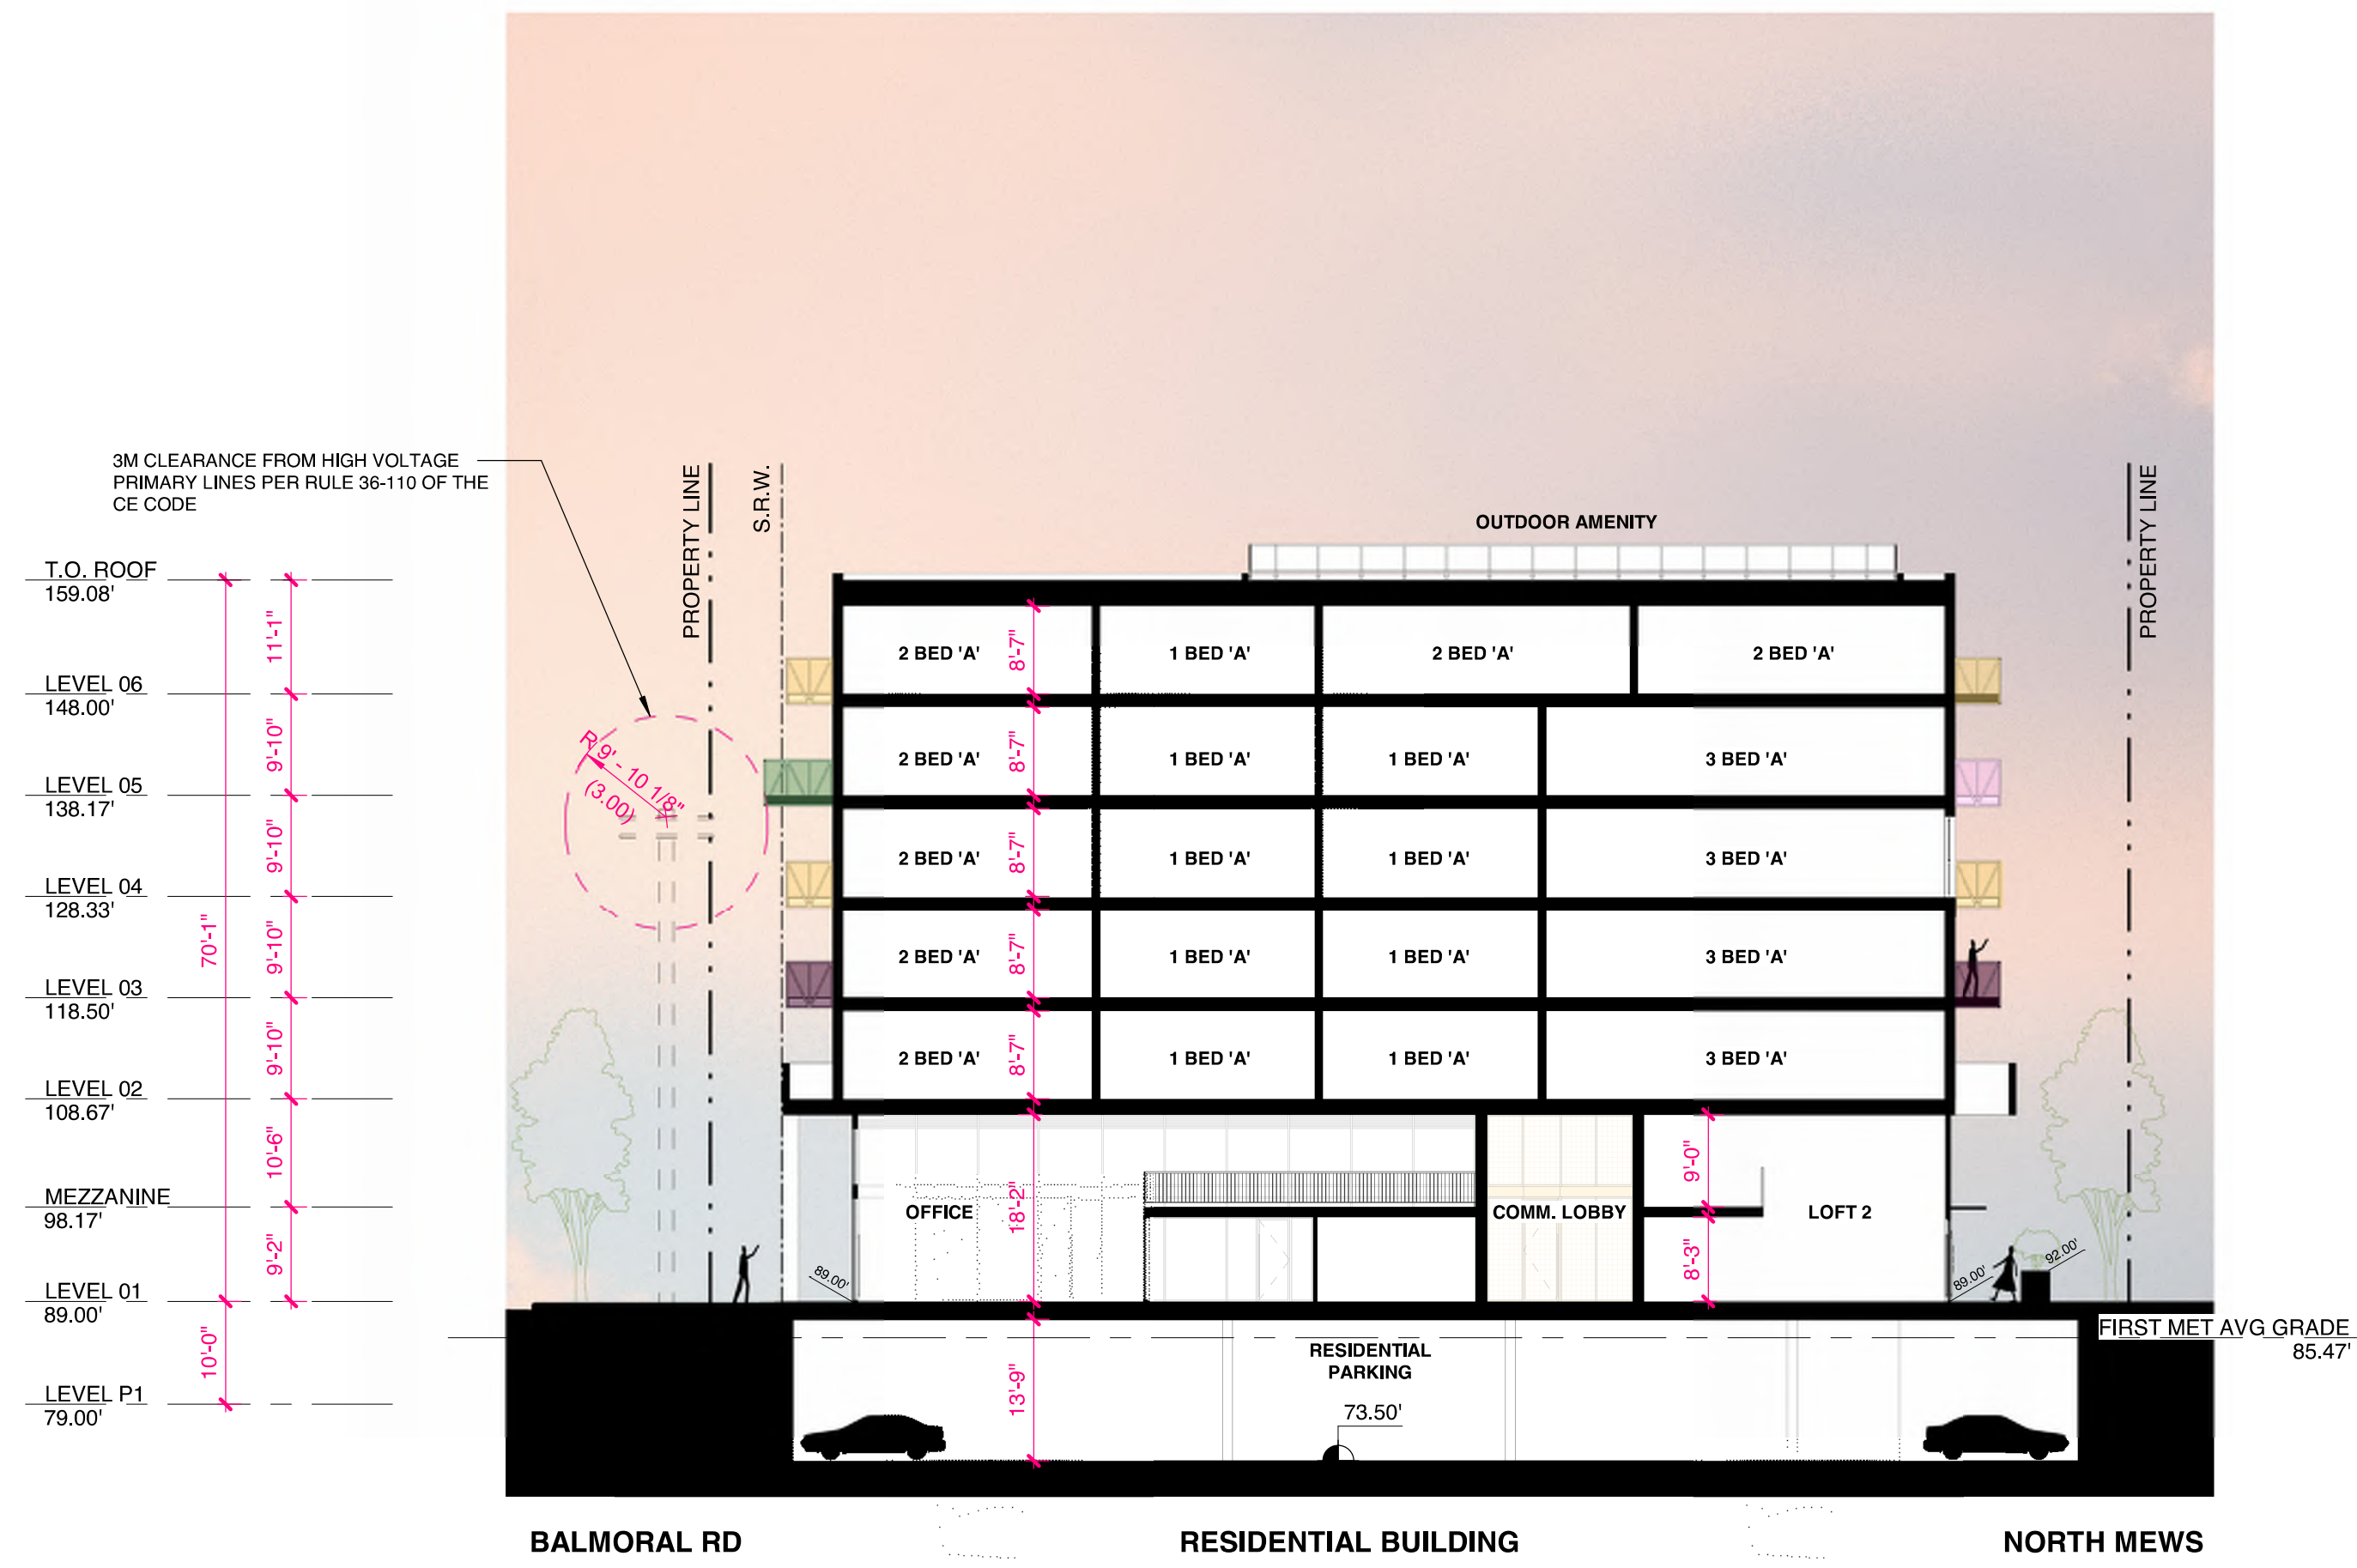 3M CLEARANCE FROM HIGH VOLTAGE
PRIMARY LINES PER RULE 36-110 OF THE
CE CODE
PROPERTY LINE
S.R.W.
PROPERTY LINE
OUTDOOR AMENITY
T.O. ROOF
159.08'
11'-1"
2 BED 'A'
8'-7"
1 BED 'A'
2 BED 'A'
2 BED 'A'
LEVEL 06
148.00'
9'-10"
R 9' - 10 1/8"
(3.00)
2 BED 'A'
8'-7"
1 BED 'A'
1 BED 'A'
3 BED 'A'
LEVEL 05
138.17'
9'-10"
2 BED 'A'
8'-7"
1 BED 'A'
1 BED 'A'
3 BED 'A'
LEVEL 04
128.33'
70'-1"
9'-10"
2 BED 'A'
8'-7"
1 BED 'A'
1 BED 'A'
3 BED 'A'
LEVEL 03
118.50'
9'-10"
2 BED 'A'
8'-7"
1 BED 'A'
1 BED 'A'
3 BED 'A'
LEVEL 02
108.67'
10'-6"
9'-0"
MEZZANINE
98.17'
OFFICE
18'-2"
COMM. LOBBY
LOFT 2
9'-2"
8'-3"
89.00'
89.00'
92.00'
LEVEL 01
89.00'
FIRST MET AVG GRADE
85.47'
10'-0"
RESIDENTIAL
PARKING
13'-9"
73.50'
LEVEL P1
79.00'
BALMORAL RD
RESIDENTIAL BUILDING
NORTH MEWS